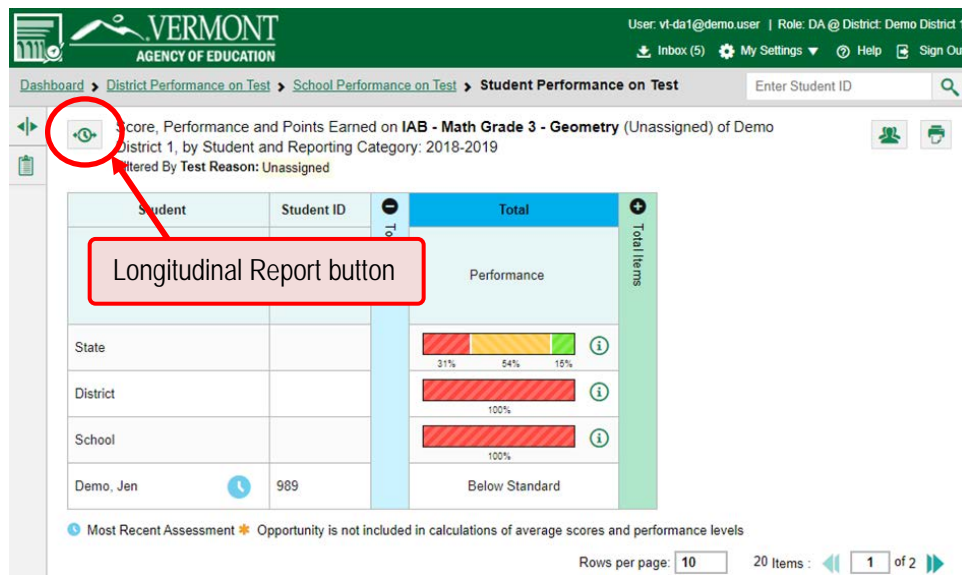 VERMONT
AGENCY OF EDUCATION
User: vt-da1@demo.user | Role: DA @ District: Demo District 1
Inbox (5) My Settings ▼ Help Sign Ou
Dashboard > District Performance on Test > School Performance on Test > Student Performance on Test
Enter Student ID
Score, Performance and Points Earned on IAB - Math Grade 3 - Geometry (Unassigned) of Demo
District 1, by Student and Reporting Category: 2018-2019
ltered By Test Reason: Unassigned
Student Student ID To Total Total Items
Longitudinal Report button
Performance
State
31% 54% 15%
District
100%
School
100%
Demo, Jen 989 Below Standard
Most Recent Assessment * Opportunity is not included in calculations of average scores and performance levels
Rows per page: 10 20 Items : 1 of 2